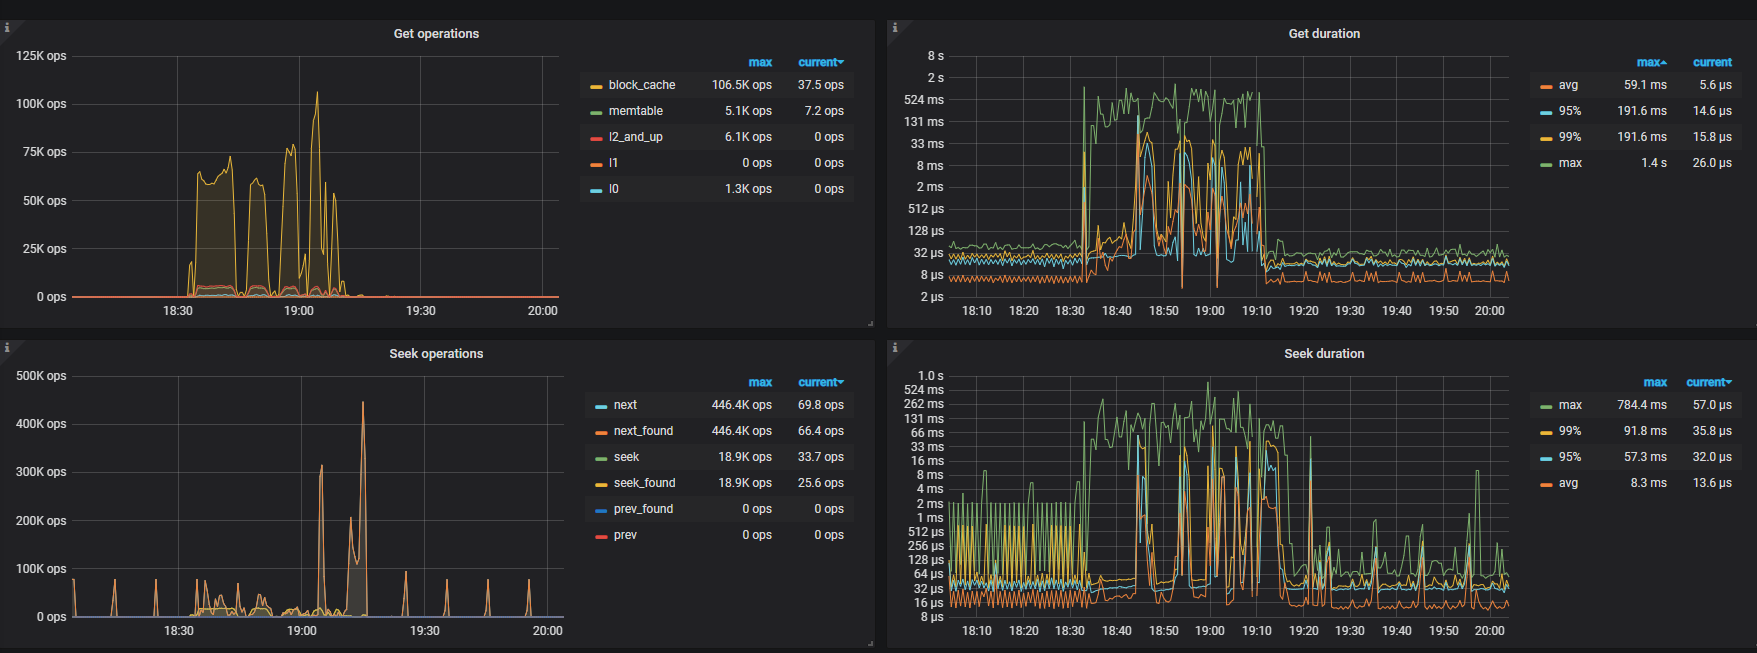 Get operations
125K ops
100K ops
75K ops
50K ops
25K ops
0 ops
18:30 19:00 19:30 20:00
max current
block_cache 106.5K ops 37.5 ops
memtable 5.1K ops 7.2 ops
l2_and_up 6.1K ops 0 ops
l1 0 ops 0 ops
l0 1.3K ops 0 ops
Get duration
8 s
2 s
524 ms
131 ms
33 ms
8 ms
2 ms
512 µs
128 µs
32 µs
8 µs
2 µs
18:10 18:20 18:30 18:40 18:50 19:00 19:10 19:20 19:30 19:40 19:50 20:00
max current
avg 59.1 ms 5.6 µs
95% 191.6 ms 14.6 µs
99% 191.6 ms 15.8 µs
max 1.4 s 26.0 µs
Seek operations
500K ops
400K ops
300K ops
200K ops
100K ops
0 ops
18:30 19:00 19:30 20:00
max current
next 446.4K ops 69.8 ops
next_found 446.4K ops 66.4 ops
seek 18.9K ops 33.7 ops
seek_found 18.9K ops 25.6 ops
prev_found 0 ops 0 ops
prev 0 ops 0 ops
Seek duration
1.0 s
524 ms
262 ms
131 ms
66 ms
33 ms
16 ms
8 ms
4 ms
2 ms
1 ms
512 µs
256 µs
128 µs
64 µs
32 µs
16 µs
8 µs
18:10 18:20 18:30 18:40 18:50 19:00 19:10 19:20 19:30 19:40 19:50 20:00
max current
max 784.4 ms 57.0 µs
99% 91.8 ms 35.8 µs
95% 57.3 ms 32.0 µs
avg 8.3 ms 13.6 µs